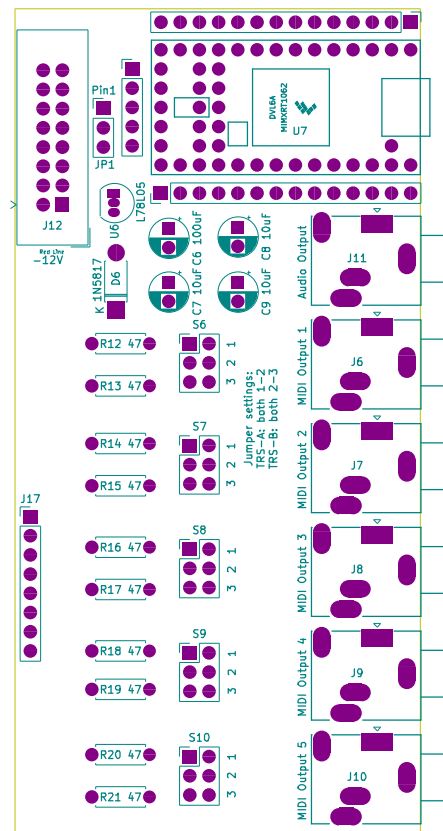 Pin1
JP1
J12
Red Line
-12V
L78L05
U6
DVL6A
MIMXRT1062
U7
K 1N5817
D6
C6 100uF
C8 10uF
C7 10uF
C9 10uF
Audio Output
J11
S6
1
2
3
R12 47
R13 47
Jumper settings:
TRS-A: both 1-2
TRS-B: both 2-3
MIDI Output 1
J6
S7
1
2
3
R14 47
R15 47
MIDI Output 2
J7
J17
S8
1
2
3
R16 47
R17 47
MIDI Output 3
J8
S9
1
2
3
R18 47
R19 47
MIDI Output 4
J9
S10
1
2
3
R20 47
R21 47
MIDI Output 5
J10